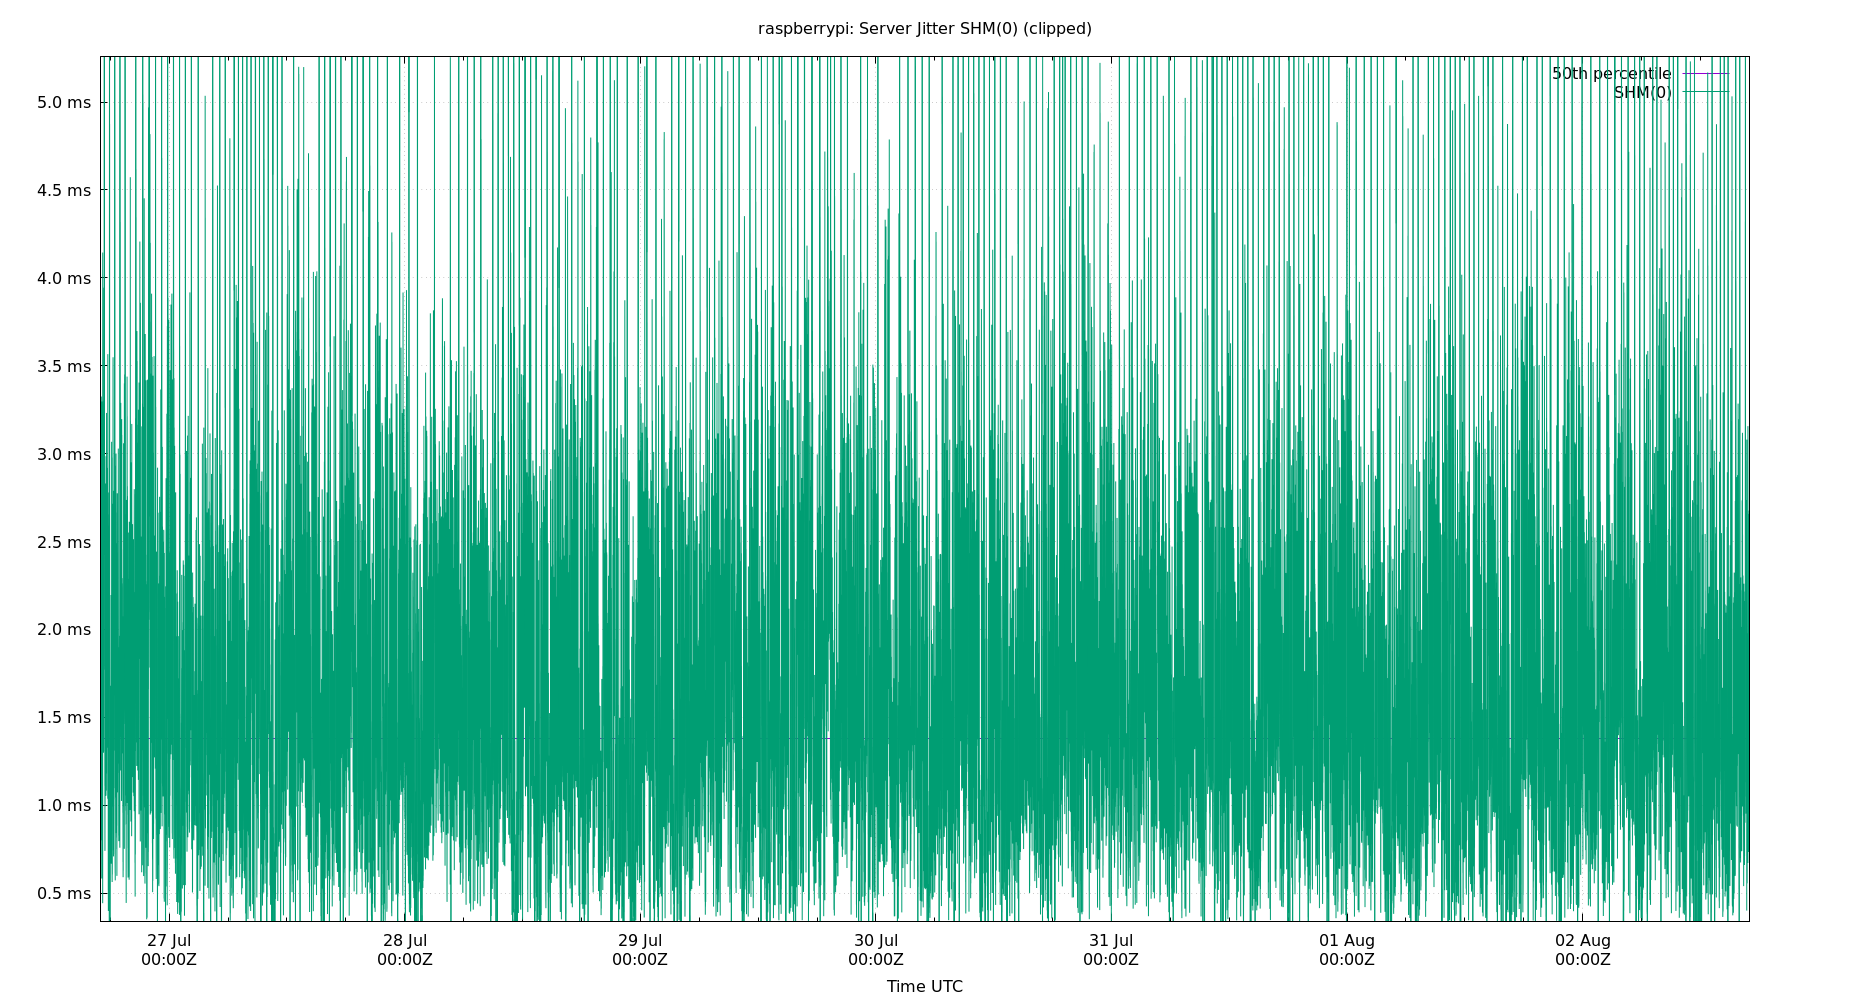 raspberrypi: Server Jitter SHM(0) (clipped)
50th percentile
SHM(0)
5.0 ms
4.5 ms
4.0 ms
3.5 ms
3.0 ms
2.5 ms
2.0 ms
1.5 ms
1.0 ms
0.5 ms
27 Jul 28 Jul 29 Jul 30 Jul 31 Jul 01 Aug 02 Aug
00:00Z 00:00Z 00:00Z 00:00Z 00:00Z 00:00Z 00:00Z
Time UTC